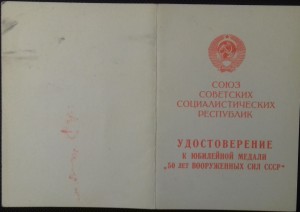 СОЮЗ
СОВЕТСКИХ
СОЦИАЛИСТИЧЕСКИХ
РЕСПУБЛИК
УДОСТОВЕРЕНИЕ
К ЮБИЛЕЙНОЙ МЕДАЛИ
„50 ЛЕТ ВООРУЖЕННЫХ СИЛ СССР“